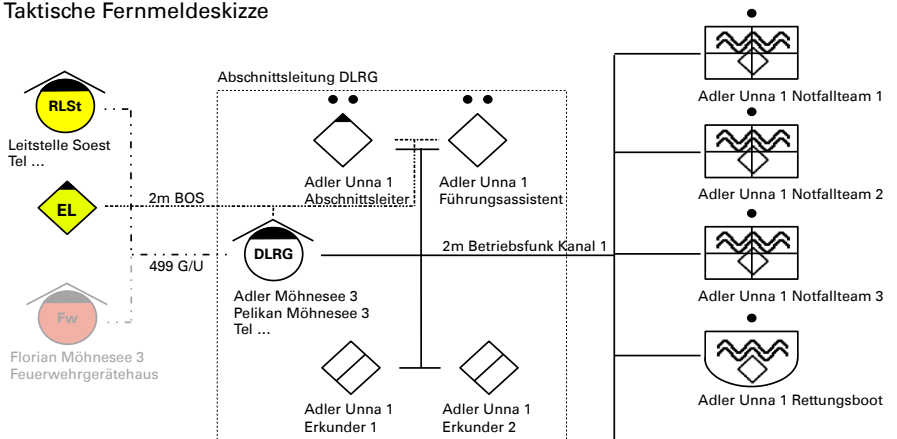 Taktische Fernmeldeskizze
Abschnittsleitung DLRG
RLSt
Leitstelle Soest
Tel ...
EL
2m BOS
499 G/U
Fw
Florian Möhnesee 3
Feuerwehrgerätehaus
Adler Unna 1
Abschnittsleiter
Adler Unna 1
Führungsassistent
DLRG
Adler Möhnesee 3
Pelikan Möhnesee 3
Tel ...
2m Betriebsfunk Kanal 1
Adler Unna 1
Erkunder 1
Adler Unna 1
Erkunder 2
Adler Unna 1 Notfallteam 1
Adler Unna 1 Notfallteam 2
Adler Unna 1 Notfallteam 3
Adler Unna 1 Rettungsboot